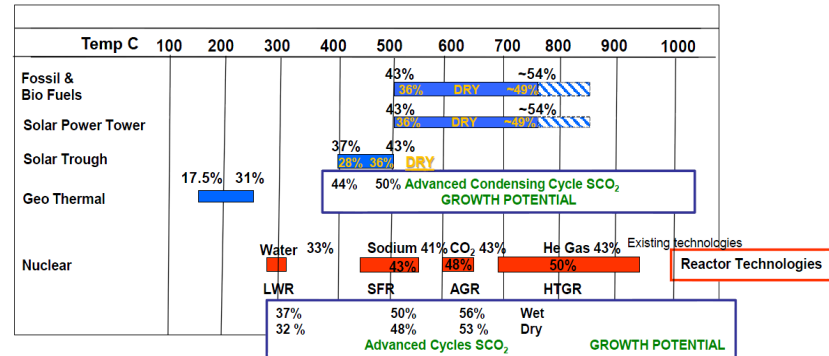 Temp C 100 200 300 400 500 600 700 800 900 1000
43% ~54%
Fossil &
Bio Fuels
36% DRY ~49%
43% ~54%
Solar Power Tower 36% DRY ~49%
37% 43%
Solar Trough 28% 36% DRY
17.5% 31% 44% 50% Advanced Condensing Cycle SCO₂
Geo Thermal GROWTH POTENTIAL
Water 33% Sodium 41% CO₂ 43% He Gas 43% Existing technologies
Nuclear 43% 48% 50% Reactor Technologies
LWR SFR AGR HTGR
37% 50% 56% Wet
32 % 48% 53 % Dry
Advanced Cycles SCO₂ GROWTH POTENTIAL